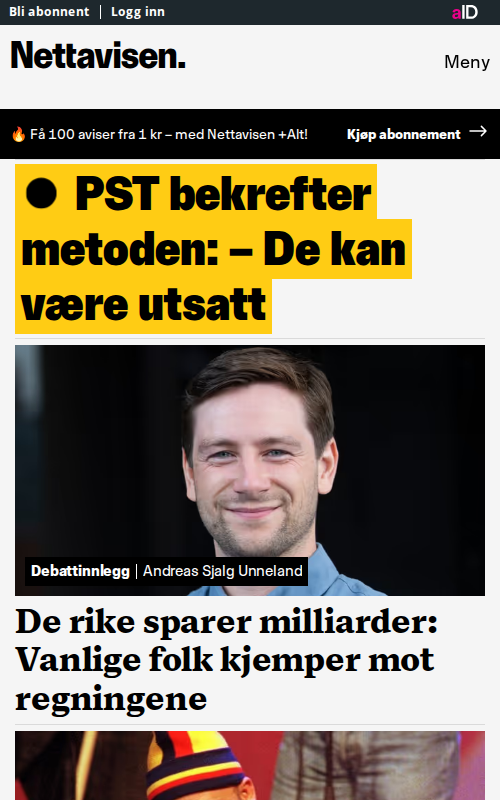 Bli abonnent | Logg inn
aID
Nettavisen.
Meny
🔥 Få 100 aviser fra 1 kr – med Nettavisen +Alt!
Kjøp abonnement →
● PST bekrefter
metoden: – De kan
være utsatt
Debattinnlegg | Andreas Sjalg Unneland
De rike sparer milliarder:
Vanlige folk kjemper mot
regningene